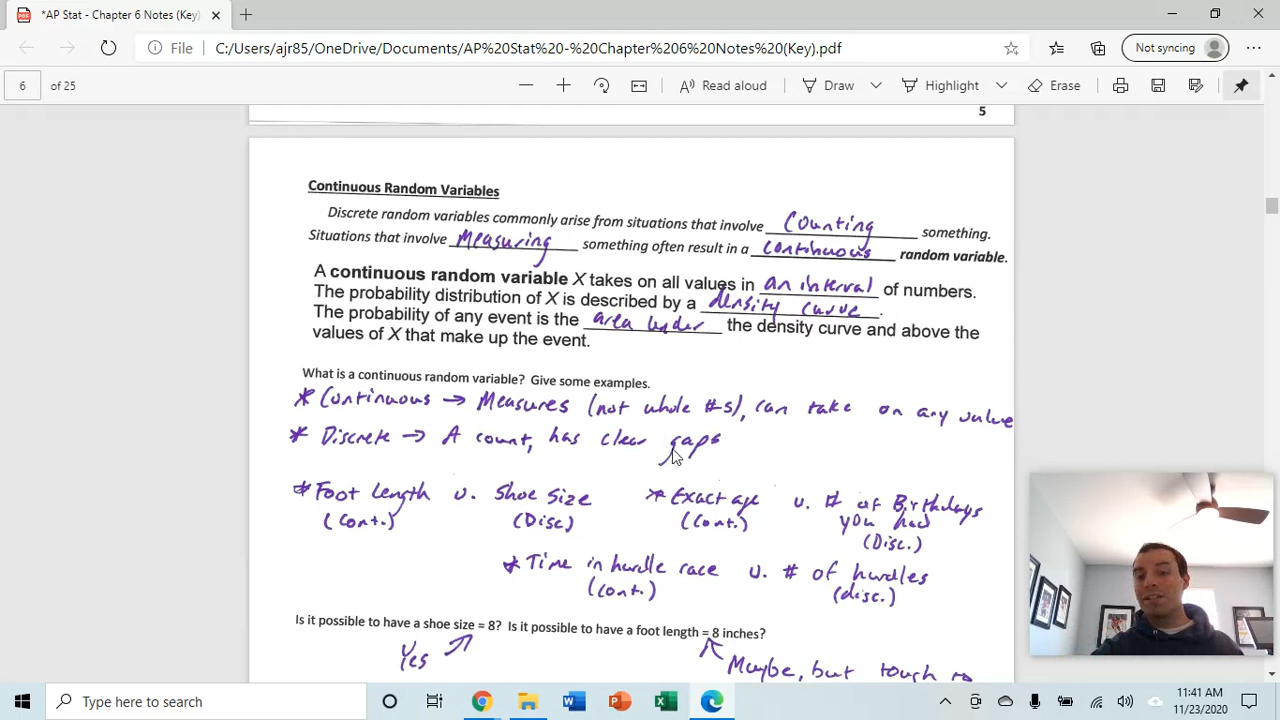 *AP Stat - Chapter 6 Notes (Key)
Not syncing
File C:/Users/ajr85/OneDrive/Documents/AP%20Stat%20-%20Chapter%206%20Notes%20(Key).pdf
6 of 25
Read aloud Draw Highlight Erase
5
Continuous Random Variables
Discrete random variables commonly arise from situations that involve Counting something.
Situations that involve Measuring something often result in a continuous random variable.
A continuous random variable X takes on all values in an interval of numbers.
The probability distribution of X is described by a density curve.
The probability of any event is the area under the density curve and above the
values of X that make up the event.
What is a continuous random variable? Give some examples.
* Continuous → Measures (not whole #s), can take on any value
* Discrete → A count, has clear gaps
* Foot length v. Shoe Size * Exact age v. # of Birthdays
you had
(Cont.) (Disc) (Cont.) (Disc.)
* Time in hurdle race v. # of hurdles
(Cont.) (disc.)
Is it possible to have a shoe size = 8? Is it possible to have a foot length = 8 inches?
Yes
Maybe, but tough to
Type here to search
11:41 AM
11/23/2020